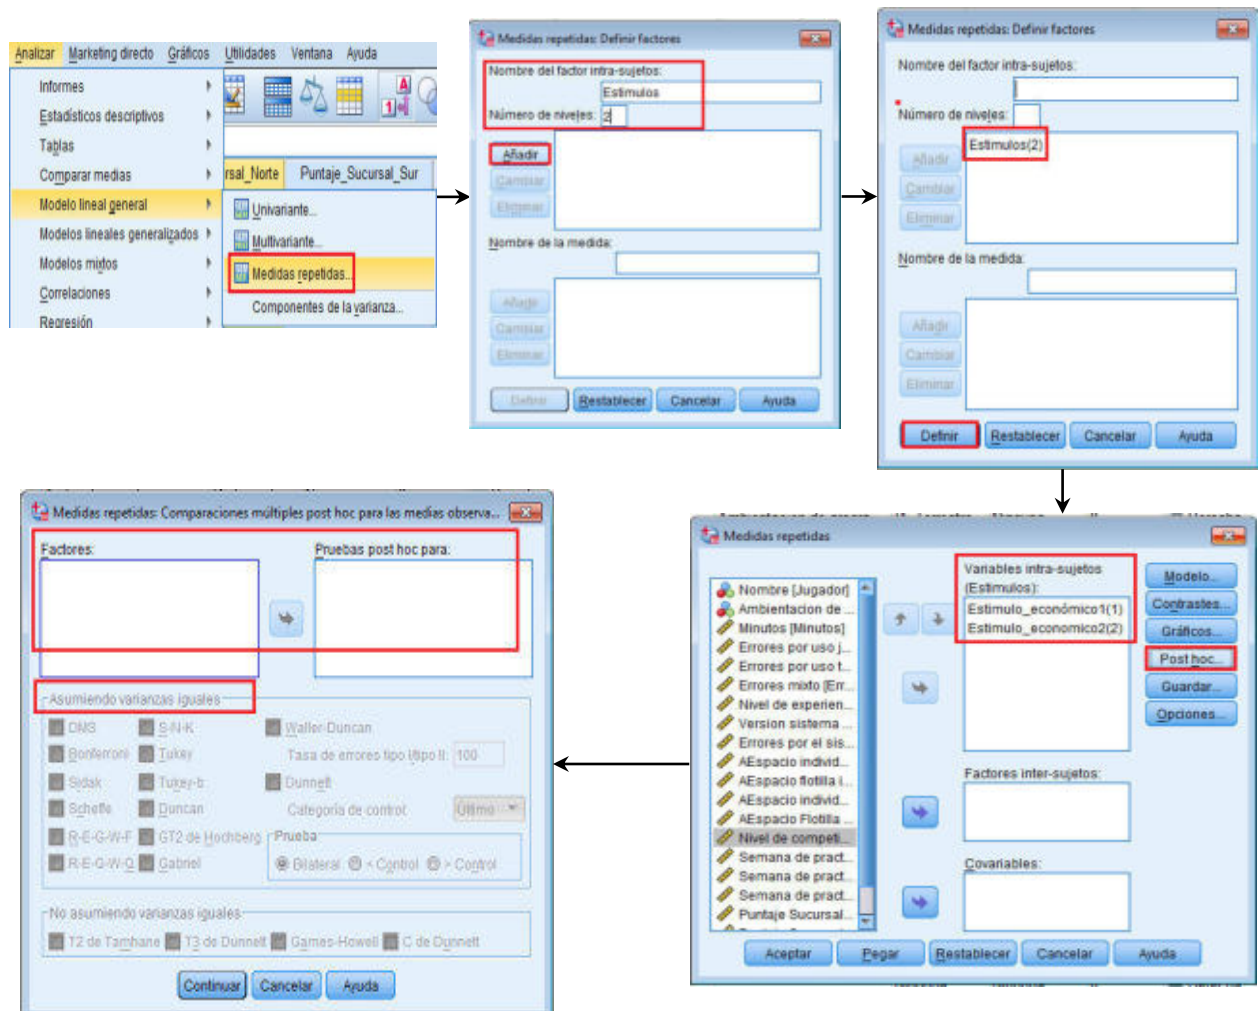 Analizar Marketing directo Gráficos Utilidades Ventana Ayuda
Informes
Estadísticos descriptivos
Tablas
Comparar medias
Modelo lineal general
Modelos lineales generalizados
Modelos mixtos
Correlaciones
Regresión
rsal_Norte Puntaje_Sucursal_Sur
Univariante...
Multivariante...
Medidas repetidas...
Componentes de la varianza...
Medidas repetidas: Definir factores
Nombre del factor intra-sujetos:
Estimulos
Número de niveles: 2
Añadir
Cambiar
Eliminar
Nombre de la medida:
Añadir
Cambiar
Eliminar
Definir Restablecer Cancelar Ayuda
Medidas repetidas: Definir factores
Nombre del factor intra-sujetos:
Número de niveles:
Estimulos(2)
Añadir
Cambiar
Eliminar
Nombre de la medida:
Añadir
Cambiar
Eliminar
Definir Restablecer Cancelar Ayuda
Medidas repetidas
Nombre [Jugador]
Ambientacion de ...
Minutos [Minutos]
Errores por uso j...
Errores por uso t...
Errores mixto [Err...
Nivel de experien...
Version sistema ...
Errores por el sis...
AEspacio individ...
AEspacio flotilla i...
AEspacio individ...
AEspacio Flotilla ...
Nivel de competi...
Semana de pract...
Semana de pract...
Semana de pract...
Puntaje Sucursal...
Variables intra-sujetos
(Estimulos):
Estimulo_económico1(1)
Estimulo_economico2(2)
Factores inter-sujetos:
Covariables:
Modelo...
Contrastes...
Gráficos...
Post hoc...
Guardar...
Opciones...
Aceptar Pegar Restablecer Cancelar Ayuda
Medidas repetidas: Comparaciones múltiples post hoc para las medias observa...
Factores: Pruebas post hoc para:
Asumiendo varianzas iguales
DMS S-N-K Waller-Duncan
Bonferroni Tukey Tasa de errores tipo I/tipo II: 100
Sidak Tukey-b Dunnett
Scheffe Duncan Categoría de control: Último
R-E-G-W-F GT2 de Hochberg Prueba
R-E-G-W-Q Gabriel Bilateral < Control > Control
No asumiendo varianzas iguales
T2 de Tamhane T3 de Dunnett Games-Howell C de Dunnett
Continuar Cancelar Ayuda